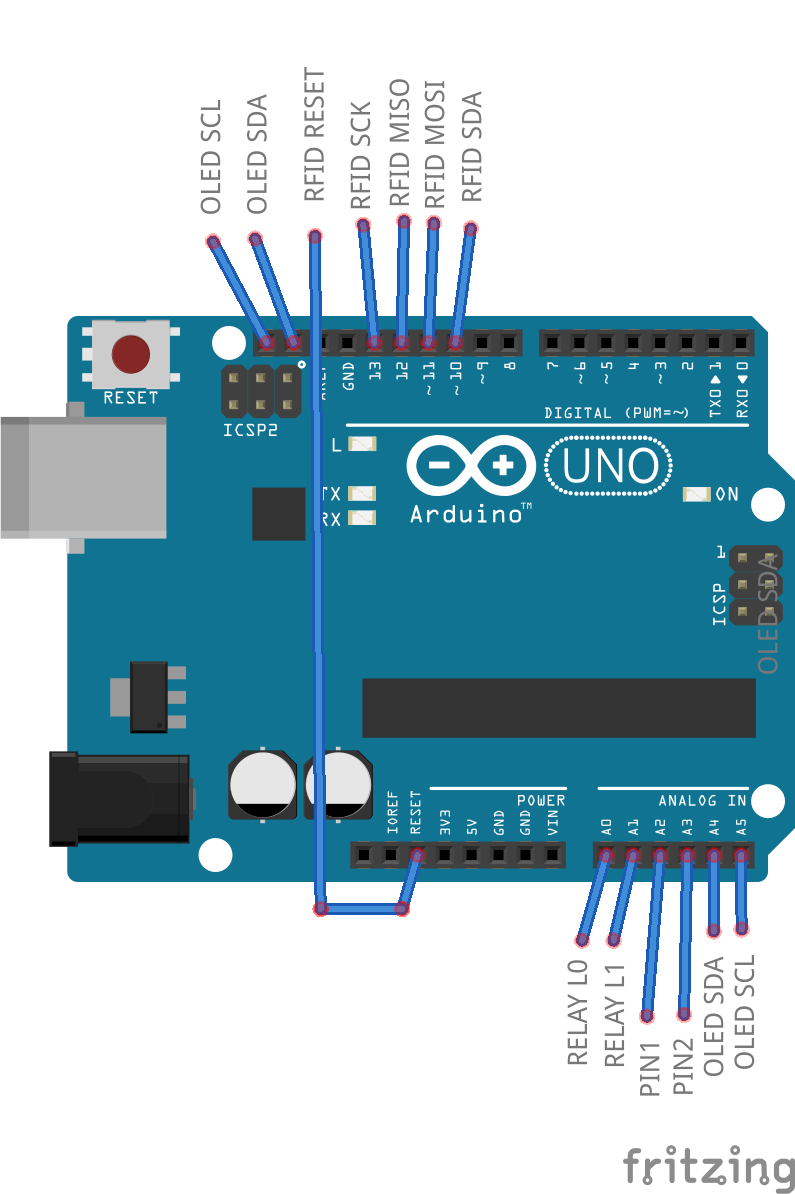 OLED SCL
OLED SDA
RFID RESET
RFID SCK
RFID MISO
RFID MOSI
RFID SDA
GND
13
12
~11
~10
~9
8
7
~6
~5
4
~3
2
TX0▶1
RX0◀0
RESET
ICSP2
DIGITAL (PWM=~)
L
TX
RX
UNO
ON
Arduino™
1
ICSP
OLED SDA
IOREF
RESET
3V3
5V
GND
GND
VIN
POWER
ANALOG IN
A0
A1
A2
A3
A4
A5
RELAY L0
RELAY L1
PIN1
PIN2
OLED SDA
OLED SCL
fritzing